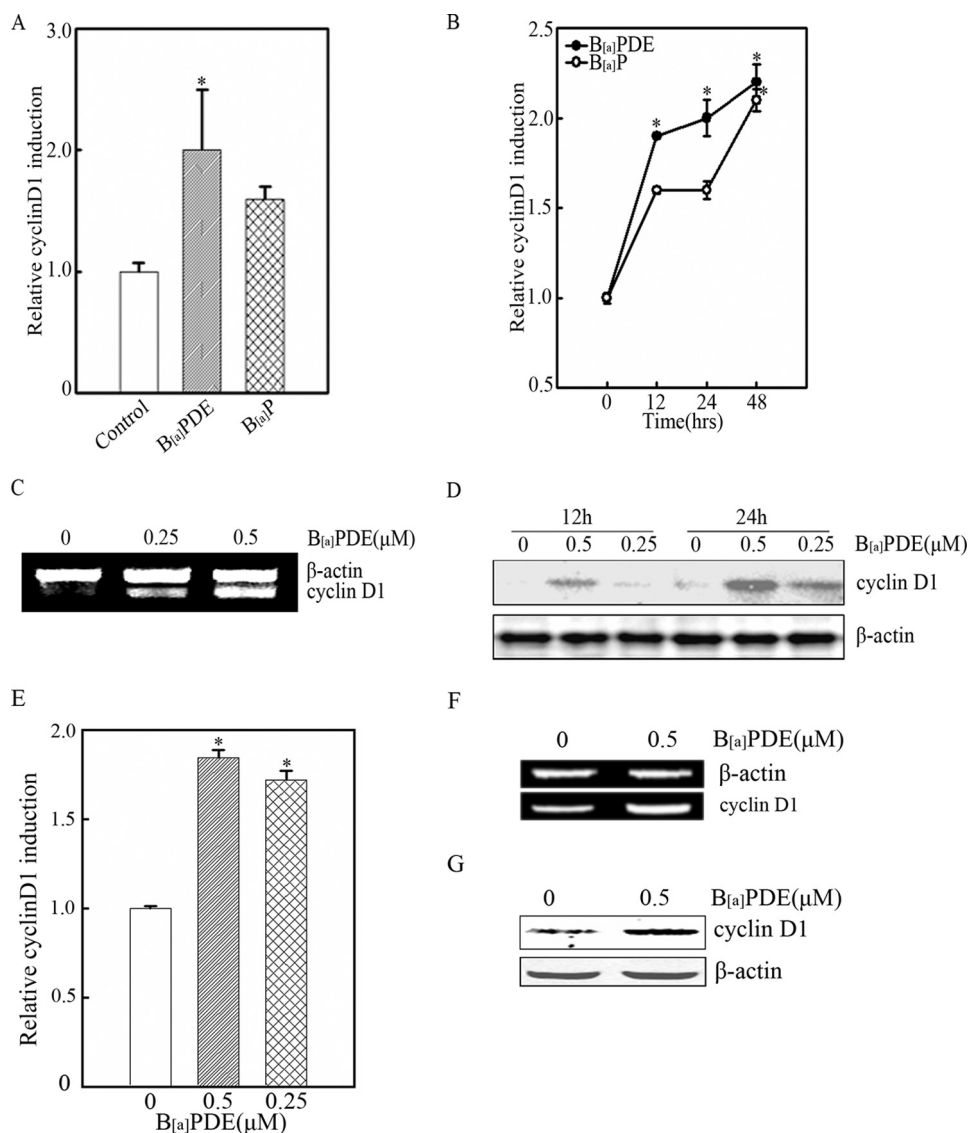 A
Relative cyclinD1 induction
3.0
2.0
1.0
0
*
Control
B[a]PDE
B[a]P
B
Relative cyclinD1 induction
B[a]PDE
B[a]P
2.5
2.0
1.5
1.0
0.5
* * * *
0 12 24 48
Time(hrs)
C
0 0.25 0.5 B[a]PDE(μM)
β-actin
cyclin D1
D
12h 24h
0 0.5 0.25 0 0.5 0.25 B[a]PDE(μM)
cyclin D1
β-actin
E
Relative cyclinD1 induction
2.0
1.5
1.0
0.5
0
* *
0 0.5 0.25
B[a]PDE(μM)
F
0 0.5 B[a]PDE(μM)
β-actin
cyclin D1
G
0 0.5 B[a]PDE(μM)
cyclin D1
β-actin